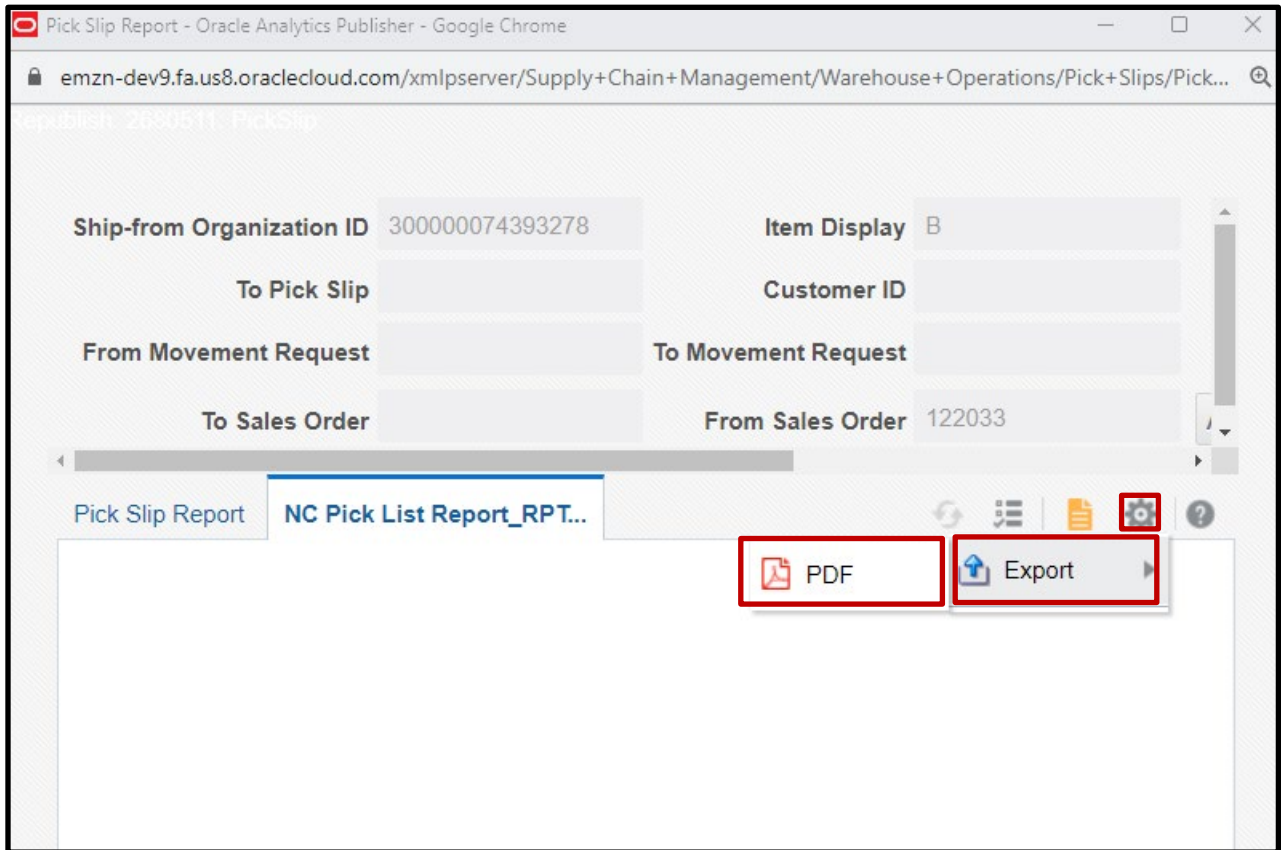 Pick Slip Report - Oracle Analytics Publisher - Google Chrome
emzn-dev9.fa.us8.oraclecloud.com/xmlpserver/Supply+Chain+Management/Warehouse+Operations/Pick+Slips/Pick...
Republish: 2680511: PickSlip
Ship-from Organization ID 300000074393278 Item Display B
To Pick Slip Customer ID
From Movement Request To Movement Request
To Sales Order From Sales Order 122033
Pick Slip Report NC Pick List Report_RPT...
PDF Export